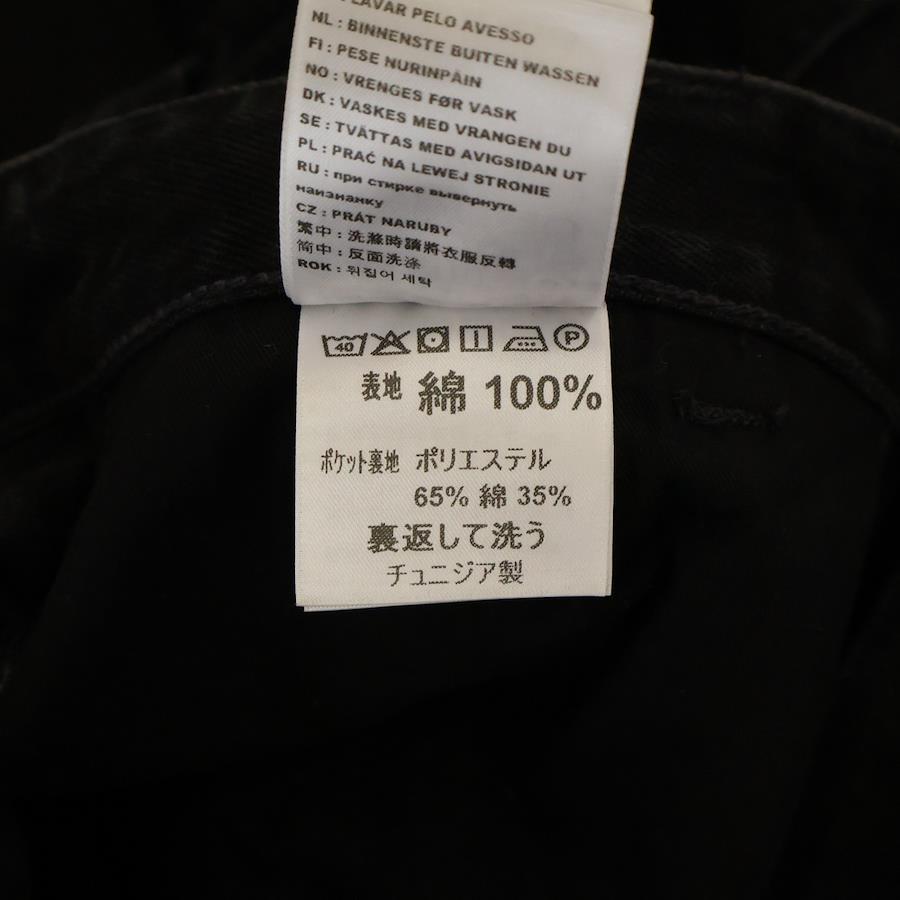 LAVAR PELO AVESSO
NL : BINNENSTE BUITEN WASSEN
FI : PESE NURINPÄIN
NO : VRENGES FØR VASK
DK : VASKES MED VRANGEN DU
SE : TVÄTTAS MED AVIGSIDAN UT
PL : PRAĆ NA LEWEJ STRONIE
RU : при стирке вывернуть
наизнанку
CZ : PRÁT NARUBY
繁中 : 洗滌時請將衣服反轉
简中 : 反面洗涤
ROK : 뒤집어 세탁
40 P
表地 綿 100%
ポケット裏地 ポリエステル
65% 綿 35%
裏返して洗う
チュニジア製